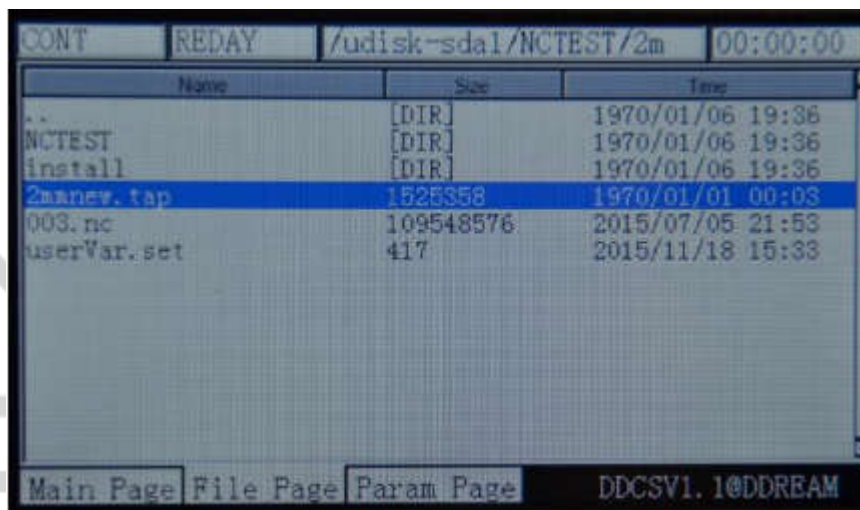 CONT REDAY /udisk-sda1/NCTEST/2m 00:00:00
Name Size Time
.. [DIR] 1970/01/06 19:36
NCTEST [DIR] 1970/01/06 19:36
install [DIR] 1970/01/06 19:36
2mmnew.tap 1525358 1970/01/01 00:03
003.nc 109548576 2015/07/05 21:53
userVar.set 417 2015/11/18 15:33
Main Page File Page Param Page DDCSV1.1@DDREAM